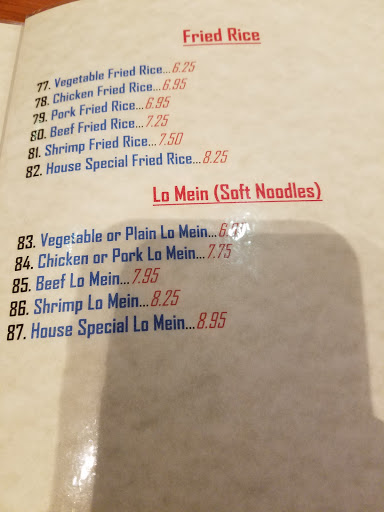 Fried Rice
77. Vegetable Fried Rice...6.25
78. Chicken Fried Rice...6.95
79. Pork Fried Rice...6.95
80. Beef Fried Rice...7.25
81. Shrimp Fried Rice...7.50
82. House Special Fried Rice...8.25
Lo Mein (Soft Noodles)
83. Vegetable or Plain Lo Mein...
84. Chicken or Pork Lo Mein...7.75
85. Beef Lo Mein...7.95
86. Shrimp Lo Mein...8.25
87. House Special Lo Mein...8.95